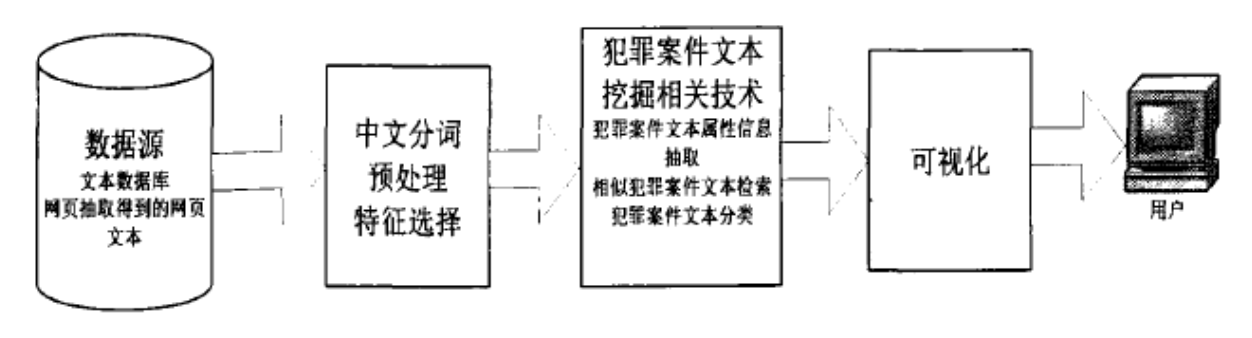 数据源
文本数据库
网页抽取得到的网页
文本
中文分词
预处理
特征选择
犯罪案件文本
挖掘相关技术
犯罪案件文本属性信息
抽取
相似犯罪案件文本检索
犯罪案件文本分类
可视化
用户